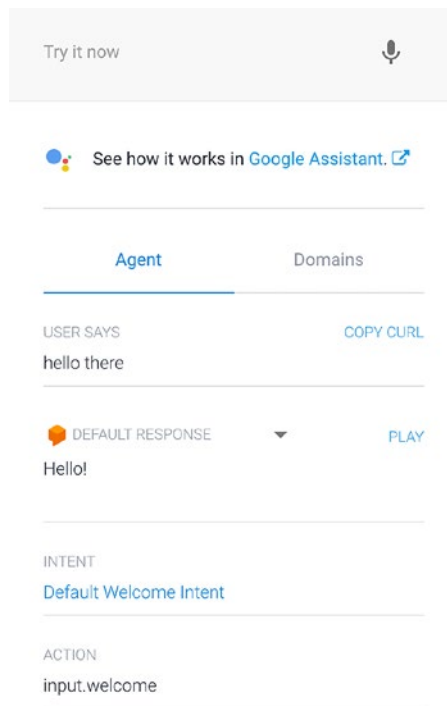 Try it now
See how it works in Google Assistant.
Agent Domains
USER SAYS COPY CURL
hello there
DEFAULT RESPONSE PLAY
Hello!
INTENT
Default Welcome Intent
ACTION
input.welcome